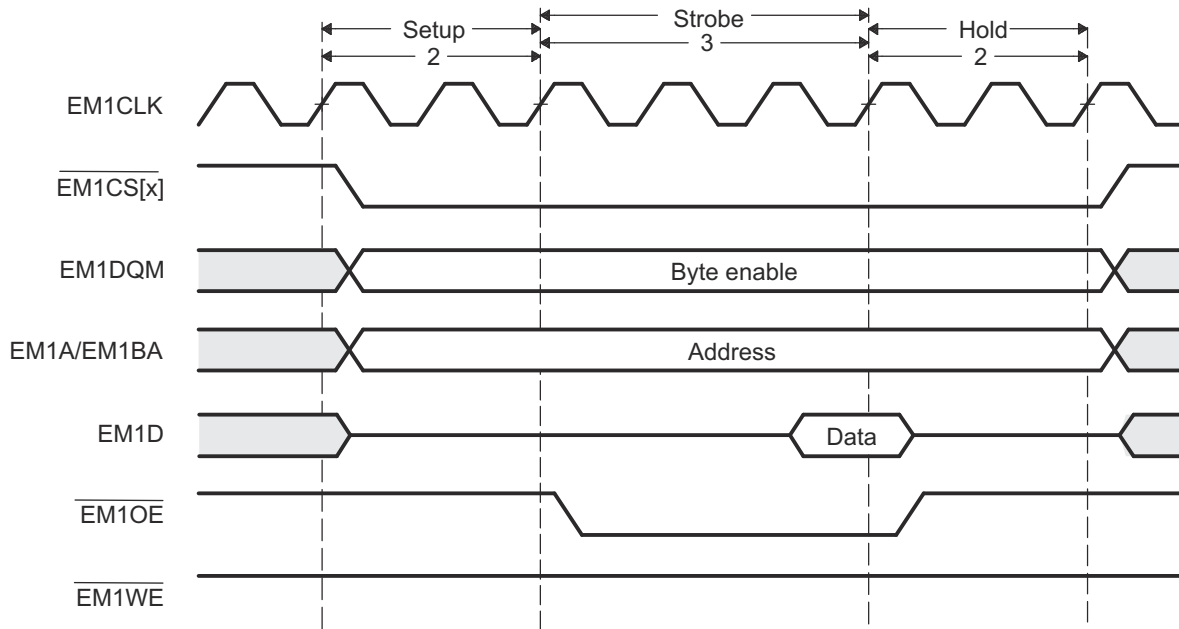 Setup
2
Strobe
3
Hold
2
EM1CLK
EM1CS[x]
EM1DQM
Byte enable
EM1A/EM1BA
Address
EM1D
Data
EM1OE
EM1WE